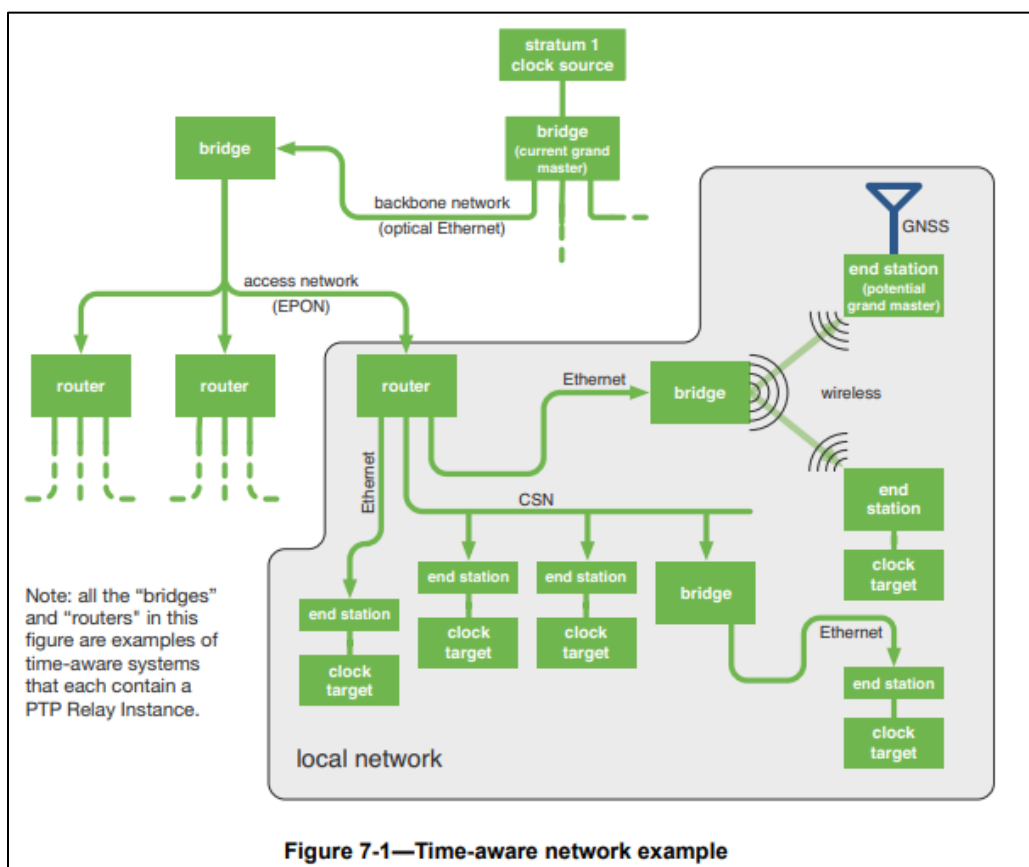 stratum 1
clock source
bridge
(current grand
master)
bridge
backbone network
(optical Ethernet)
GNSS
end station
(potential
grand master)
access network
(EPON)
router
router
router
Ethernet
bridge
wireless
Ethernet
CSN
end
station
clock
target
end station
clock
target
end station
clock
target
end station
clock
target
bridge
Ethernet
end station
clock
target
Note: all the “bridges”
and “routers" in this
figure are examples of
time-aware systems
that each contain a
PTP Relay Instance.
local network
Figure 7-1—Time-aware network example